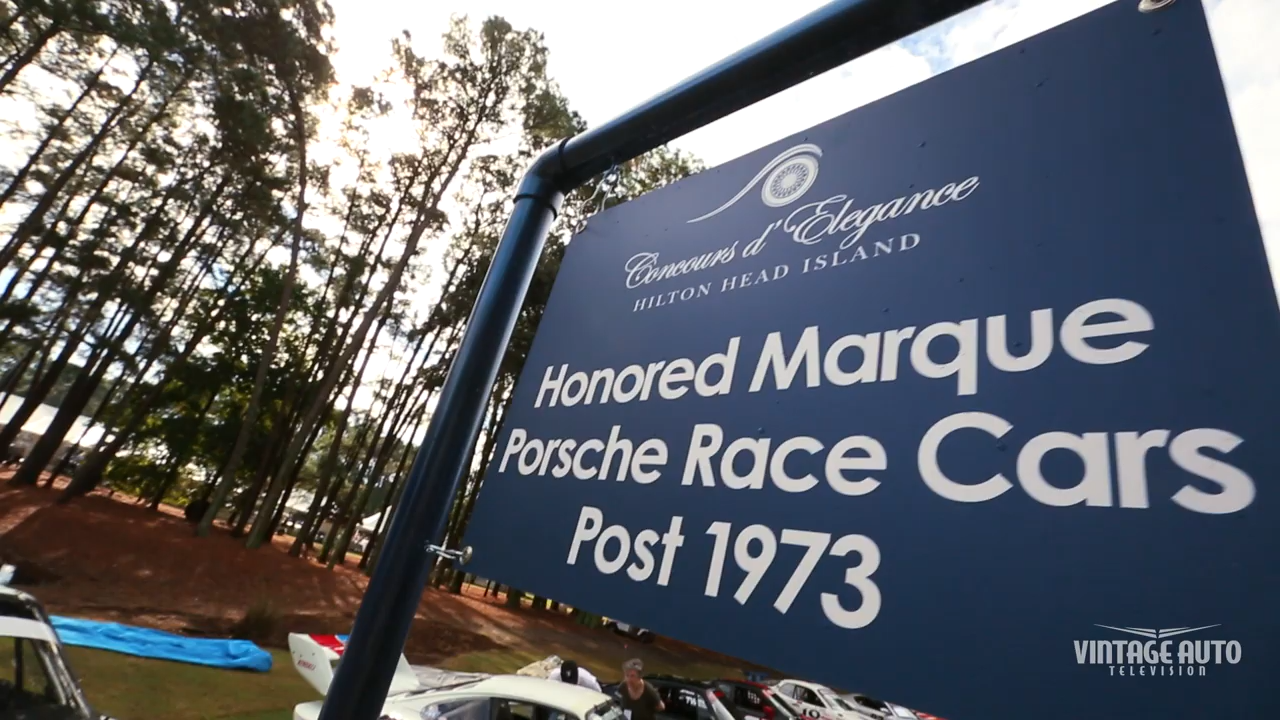 Concours d'Elegance
HILTON HEAD ISLAND
Honored Marque
Porsche Race Cars
Post 1973
VINTAGE AUTO
TELEVISION